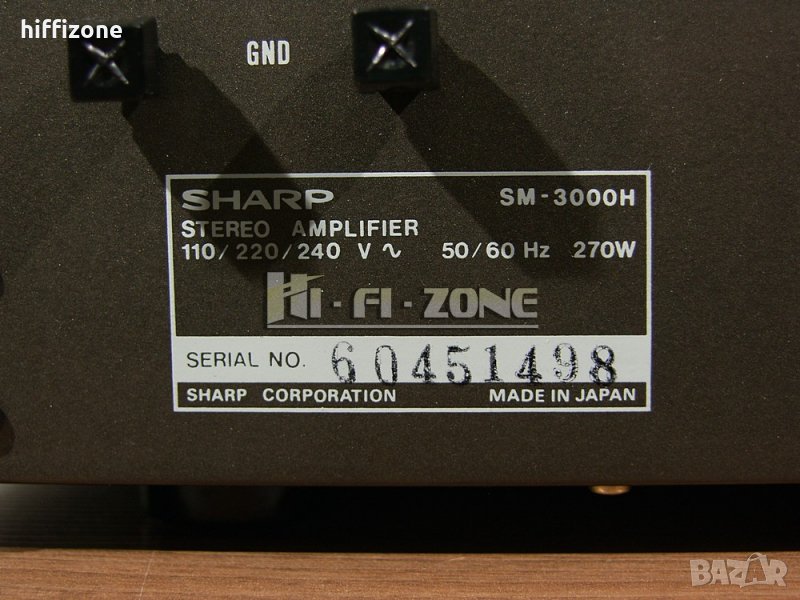 hiffizone
GND
SHARP SM-3000H
STEREO AMPLIFIER
110/220/240 V ∿ 50/60 Hz 270W
HI-FI-ZONE
SERIAL NO. 60451498
SHARP CORPORATION MADE IN JAPAN
BAZAR